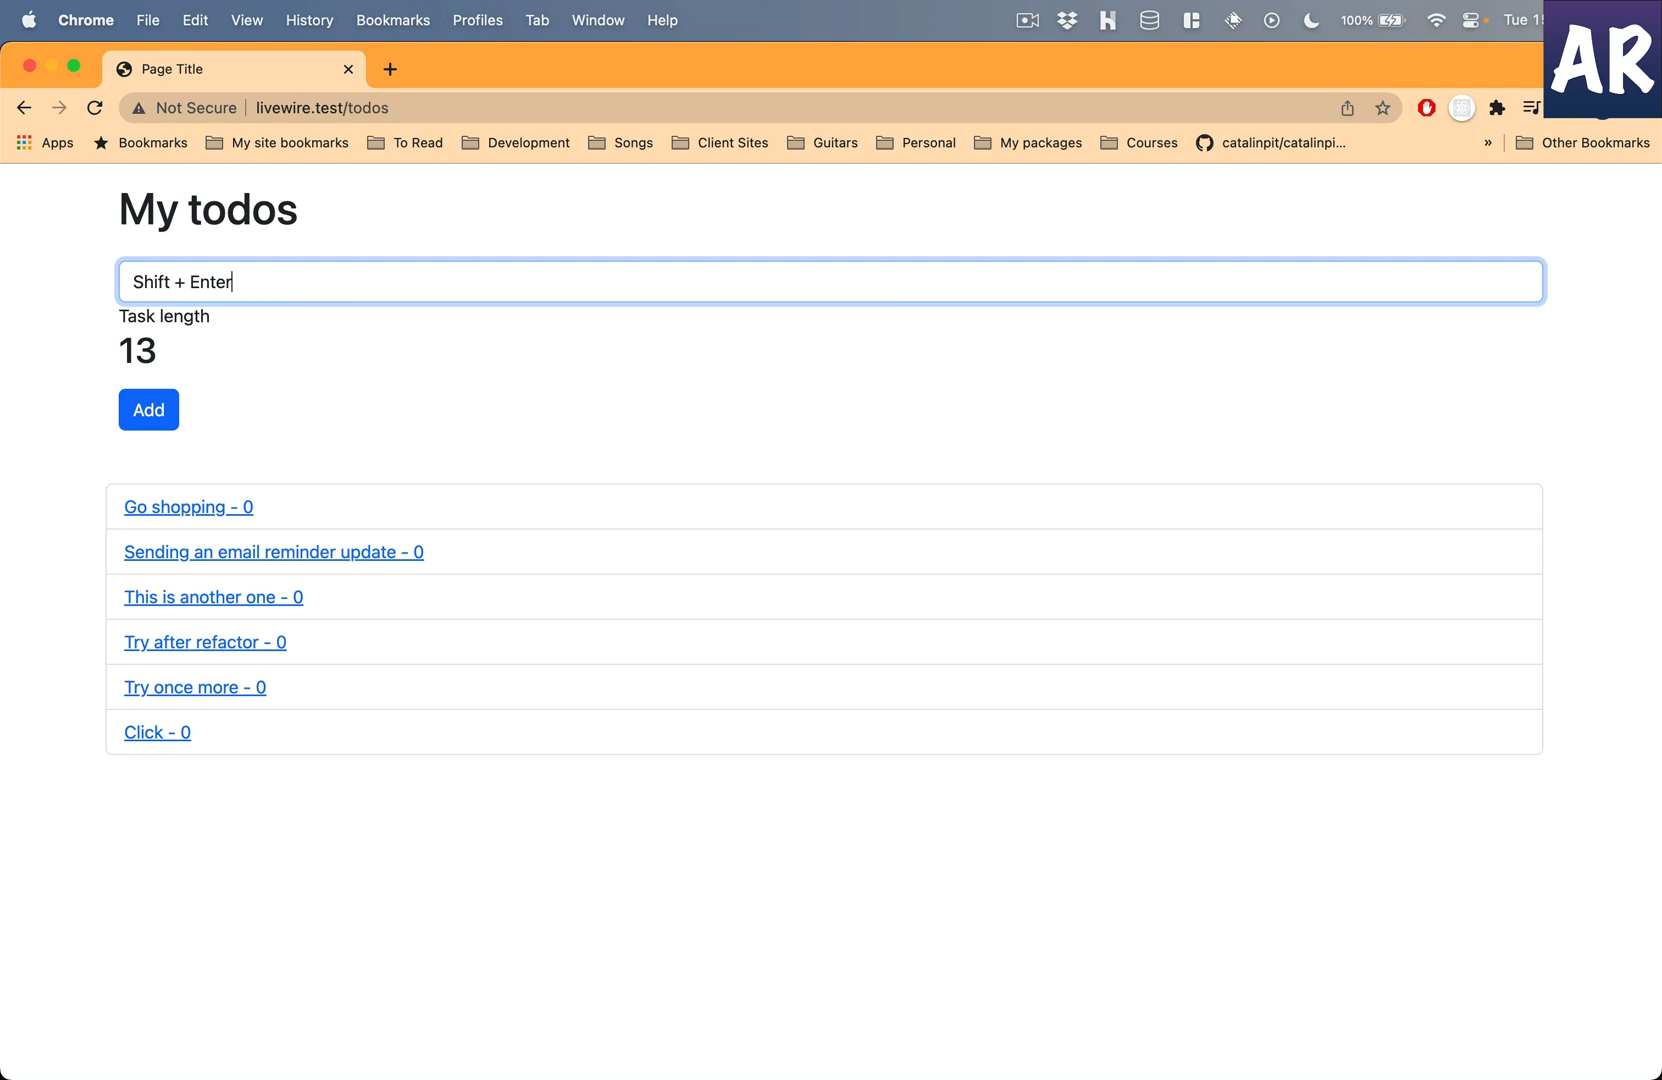 Chrome File Edit View History Bookmarks Profiles Tab Window Help 100% Tue 1
AR
Page Title
Not Secure livewire.test/todos
Apps Bookmarks My site bookmarks To Read Development Songs Client Sites Guitars Personal My packages Courses catalinpit/catalinpi... » Other Bookmarks
My todos
Shift + Enter
Task length
13
Add
Go shopping - 0
Sending an email reminder update - 0
This is another one - 0
Try after refactor - 0
Try once more - 0
Click - 0